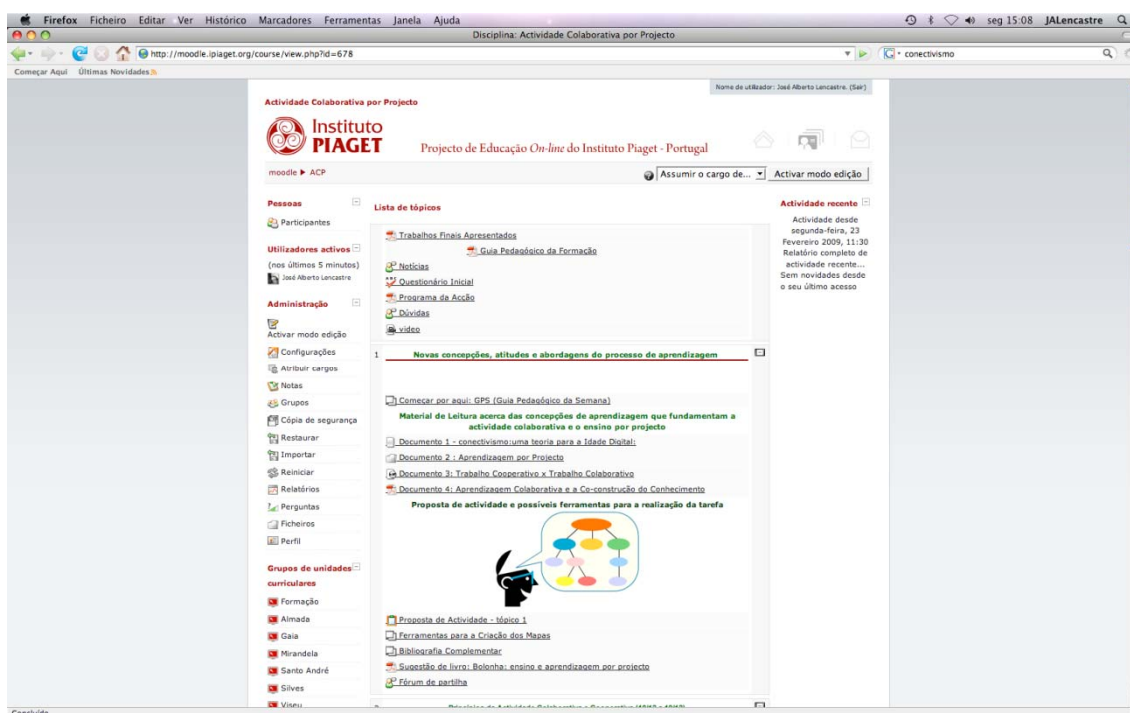 Firefox Ficheiro Editar Ver Histórico Marcadores Ferramentas Janela Ajuda seg 15:08 JALencastre
Disciplina: Actividade Colaborativa por Projecto
http://moodle.ipiaget.org/course/view.php?id=678 conectivismo
Começar Aqui Últimas Novidades
Nome de utilizador: José Alberto Lencastre. (Sair)
Actividade Colaborativa por Projecto
Instituto
PIAGET
Projecto de Educação On-line do Instituto Piaget - Portugal
moodle ► ACP
Assumir o cargo de... Activar modo edição
Pessoas
Participantes
Utilizadores activos
(nos últimos 5 minutos)
José Alberto Lencastre
Administração
Activar modo edição
Configurações
Atribuir cargos
Notas
Grupos
Cópia de segurança
Restaurar
Importar
Reiniciar
Relatórios
Perguntas
Ficheiros
Perfil
Grupos de unidades
curriculares
Formação
Almada
Gaia
Mirandela
Santo André
Silves
Viseu
Lista de tópicos
Trabalhos Finais Apresentados
Guia Pedagógico da Formação
Notícias
Questionário Inicial
Programa da Acção
Dúvidas
video
1 Novas concepções, atitudes e abordagens do processo de aprendizagem
Começar por aqui: GPS (Guia Pedagógico da Semana)
Material de Leitura acerca das concepções de aprendizagem que fundamentam a
actividade colaborativa e o ensino por projecto
Documento 1 - conectivismo:uma teoria para a Idade Digital:
Documento 2 : Aprendizagem por Projecto
Documento 3: Trabalho Cooperativo x Trabalho Colaborativo
Documento 4: Aprendizagem Colaborativa e a Co-construção do Conhecimento
Proposta de actividade e possíveis ferramentas para a realização da tarefa
Proposta de Actividade - tópico 1
Ferramentas para a Criação dos Mapas
Bibliografia Complementar
Sugestão de livro: Bolonha: ensino e aprendizagem por projecto
Fórum de partilha
Actividade recente
Actividade desde
segunda-feira, 23
Fevereiro 2009, 11:30
Relatório completo de
actividade recente...
Sem novidades desde
o seu último acesso